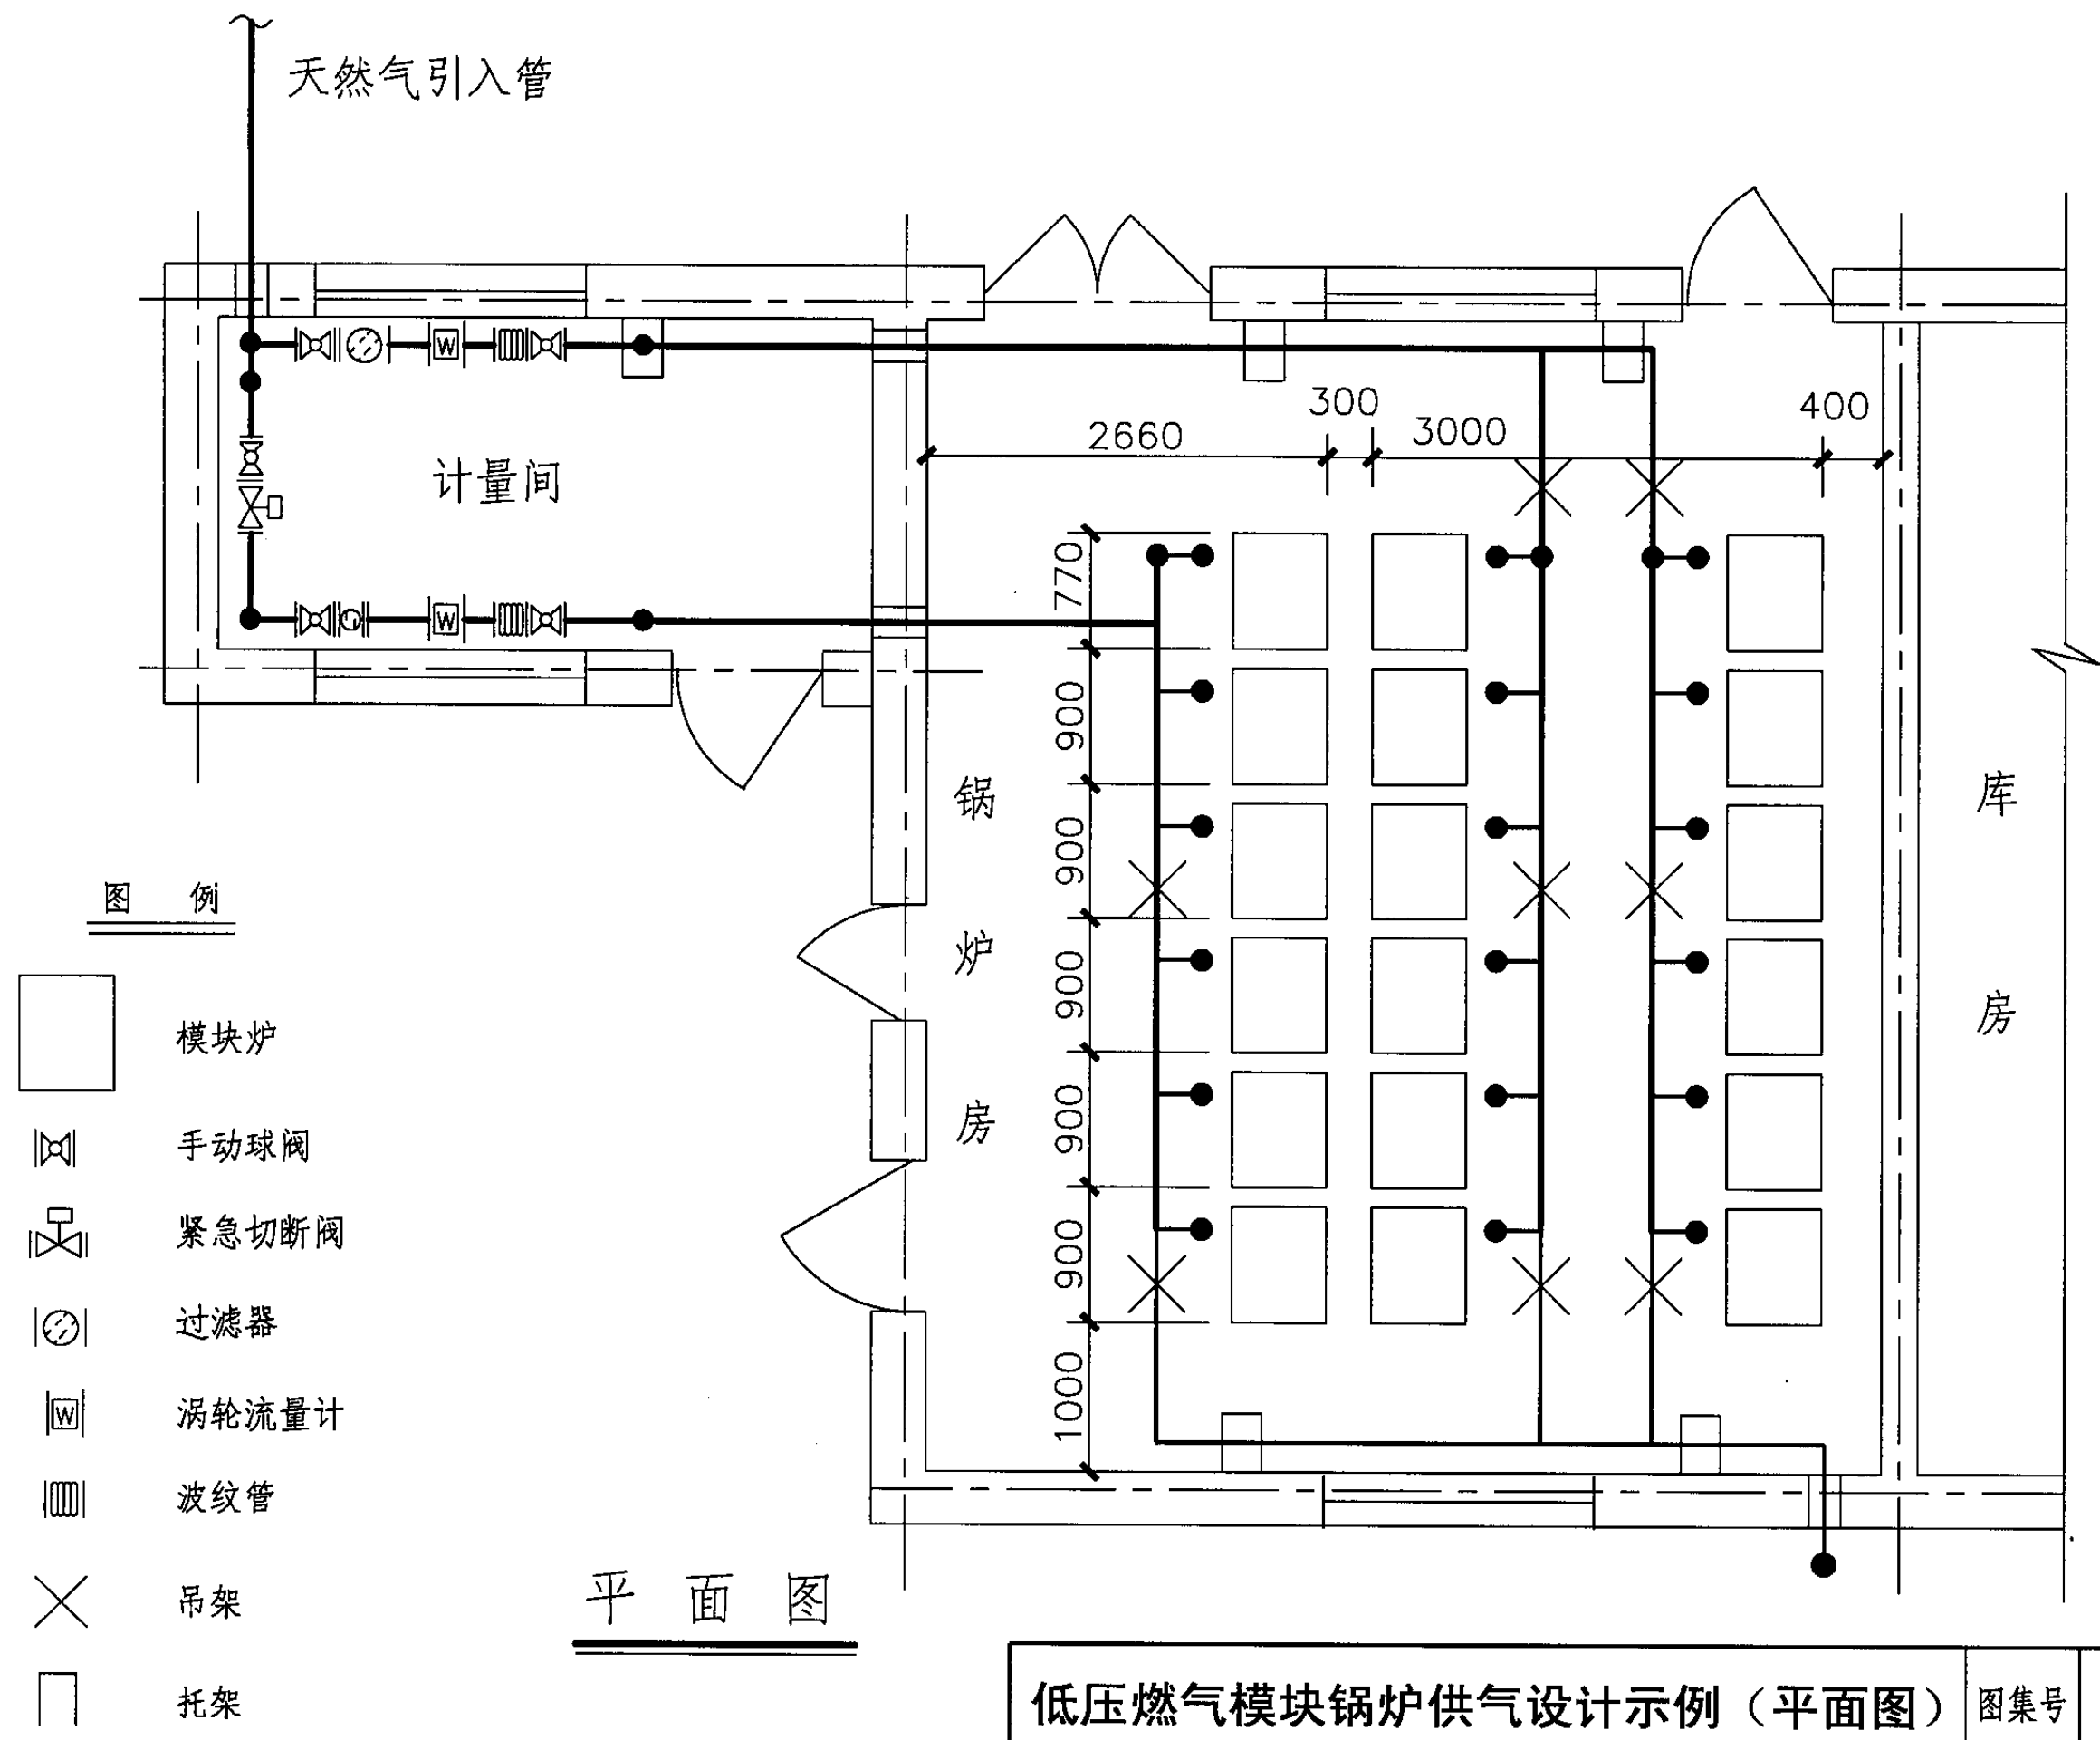 天然气引入管
300
400
2660
3000
计量间
770
900
900
900
900
900
1000
锅炉房
库房
图 例
模块炉
手动球阀
紧急切断阀
过滤器
W
涡轮流量计
波纹管
吊架
托架
W
W
平 面 图
低压燃气模块锅炉供气设计示例（平面图）
图集号